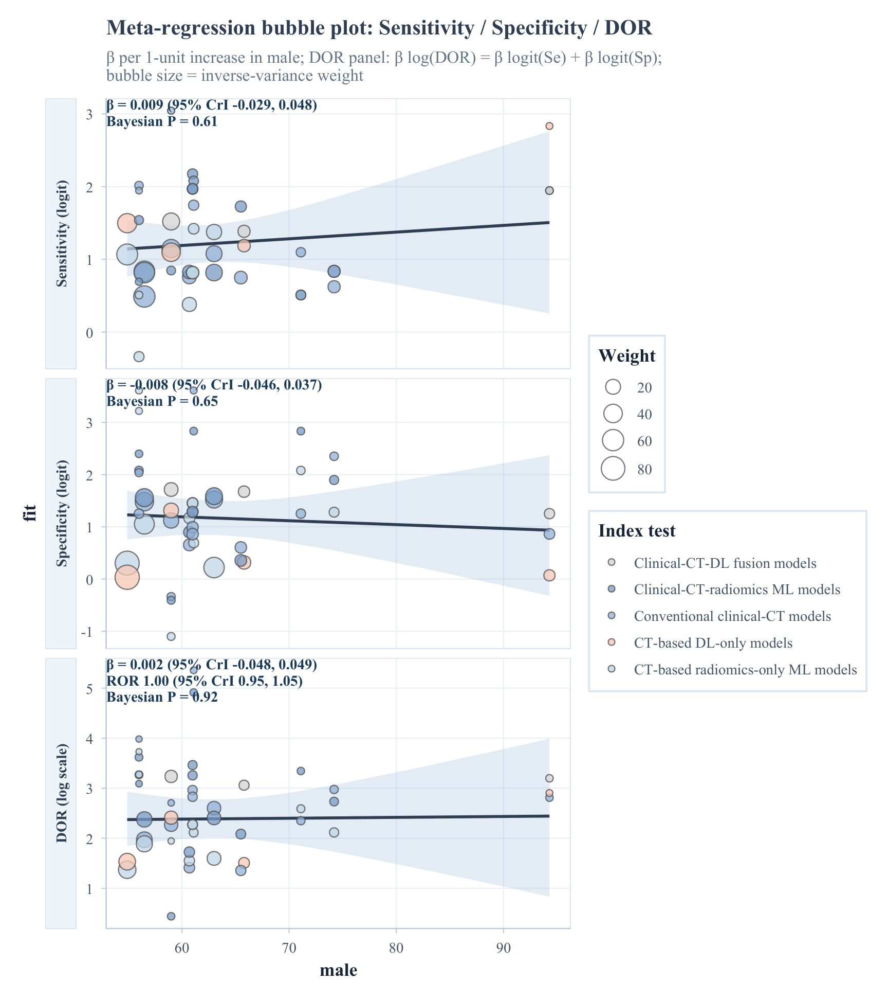 Meta-regression bubble plot: Sensitivity / Specificity / DOR
β per 1-unit increase in male; DOR panel: β log(DOR) = β logit(Se) + β logit(Sp);
bubble size = inverse-variance weight
β = 0.009 (95% CrI -0.029, 0.048)
Bayesian P = 0.61
Sensitivity (logit)
3
2
1
0
β = -0.008 (95% CrI -0.046, 0.037)
Bayesian P = 0.65
Specificity (logit)
3
2
1
0
-1
fit
β = 0.002 (95% CrI -0.048, 0.049)
ROR 1.00 (95% CrI 0.95, 1.05)
Bayesian P = 0.92
DOR (log scale)
5
4
3
2
1
60
70
80
90
male
Weight
20
40
60
80
Index test
Clinical-CT-DL fusion models
Clinical-CT-radiomics ML models
Conventional clinical-CT models
CT-based DL-only models
CT-based radiomics-only ML models